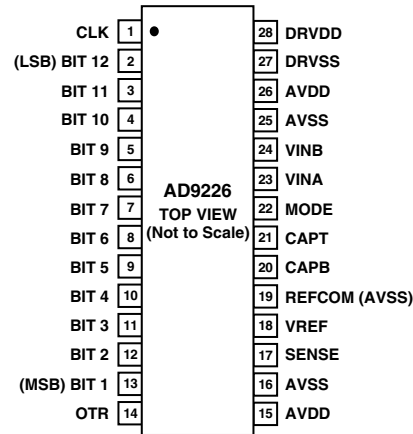 CLK 1 28 DRVDD
(LSB) BIT 12 2 27 DRVSS
BIT 11 3 26 AVDD
BIT 10 4 25 AVSS
BIT 9 5 24 VINB
BIT 8 6 23 VINA
BIT 7 7 22 MODE
BIT 6 8 21 CAPT
BIT 5 9 20 CAPB
BIT 4 10 19 REFCOM (AVSS)
BIT 3 11 18 VREF
BIT 2 12 17 SENSE
(MSB) BIT 1 13 16 AVSS
OTR 14 15 AVDD
AD9226
TOP VIEW
(Not to Scale)